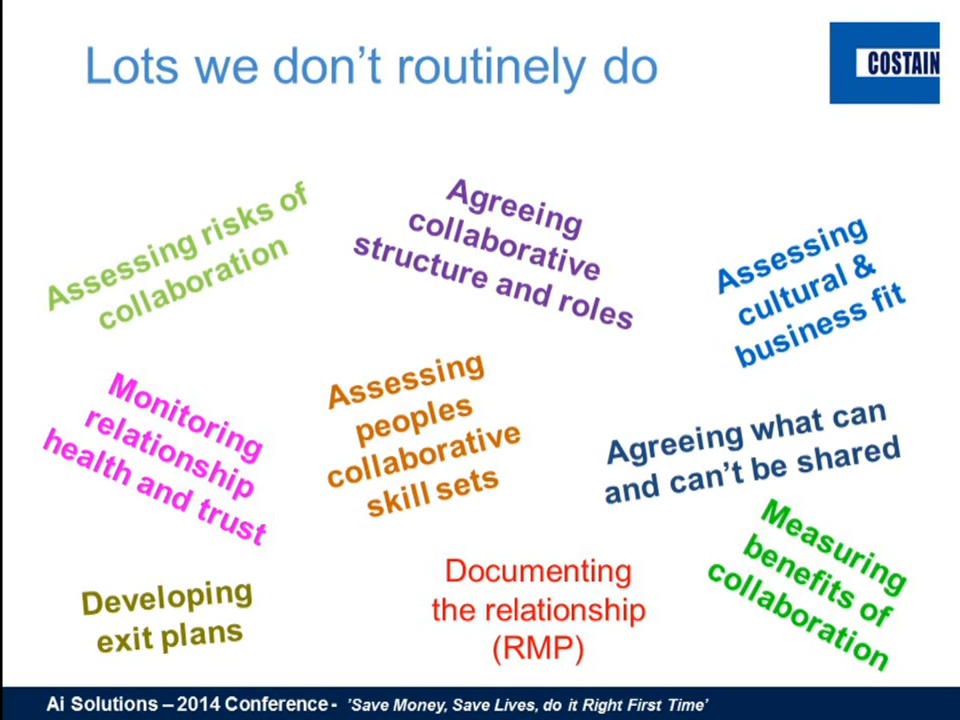 Lots we don't routinely do
COSTAIN
Assessing risks of
collaboration
Agreeing
collaborative
structure and roles
Assessing
cultural &
business fit
Monitoring
relationship
health and trust
Assessing
peoples
collaborative
skill sets
Agreeing what can
and can't be shared
Measuring
benefits of
collaboration
Developing
exit plans
Documenting
the relationship
(RMP)
Ai Solutions – 2014 Conference - 'Save Money, Save Lives, do it Right First Time'